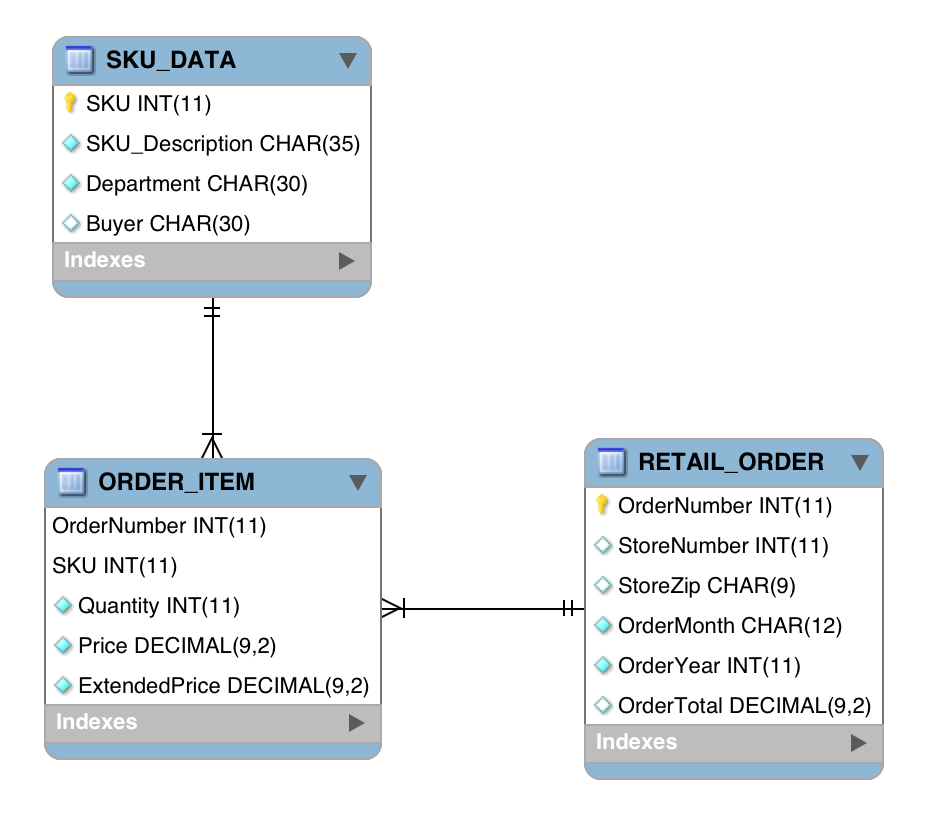 SKU_DATA
SKU INT(11)
SKU_Description CHAR(35)
Department CHAR(30)
Buyer CHAR(30)
Indexes
ORDER_ITEM
OrderNumber INT(11)
SKU INT(11)
Quantity INT(11)
Price DECIMAL(9,2)
ExtendedPrice DECIMAL(9,2)
Indexes
RETAIL_ORDER
OrderNumber INT(11)
StoreNumber INT(11)
StoreZip CHAR(9)
OrderMonth CHAR(12)
OrderYear INT(11)
OrderTotal DECIMAL(9,2)
Indexes